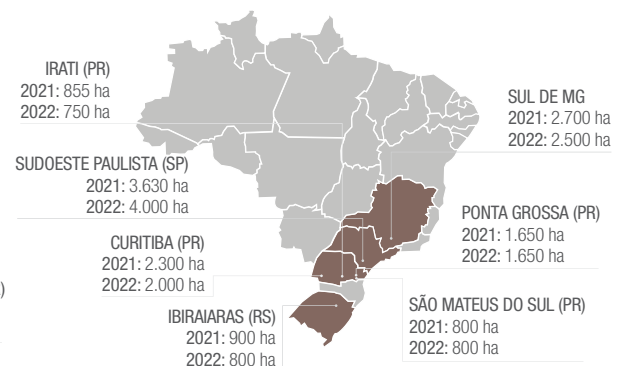 IRATI (PR)
2021: 855 ha
2022: 750 ha
SUDOESTE PAULISTA (SP)
2021: 3.630 ha
2022: 4.000 ha
CURITIBA (PR)
2021: 2.300 ha
2022: 2.000 ha
IBIRAIARAS (RS)
2021: 900 ha
2022: 800 ha
SUL DE MG
2021: 2.700 ha
2022: 2.500 ha
PONTA GROSSA (PR)
2021: 1.650 ha
2022: 1.650 ha
SÃO MATEUS DO SUL (PR)
2021: 800 ha
2022: 800 ha
)